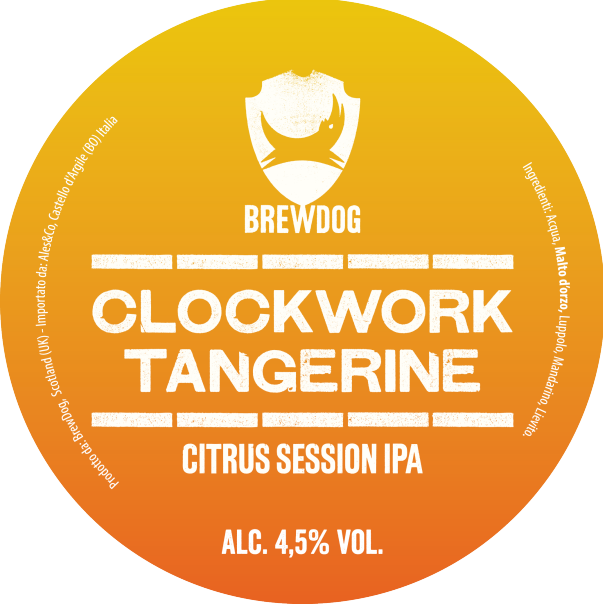 BREWDOG
CLOCKWORK
TANGERINE
CITRUS SESSION IPA
ALC. 4,5% VOL.
Prodotto da: BrewDog, Scotland (UK) - Importato da: Ales&Co, Castello d'Argile (BO) Italia
Ingredienti: Acqua, Malto d'orzo, Luppolo, Mandarino, Lievito.